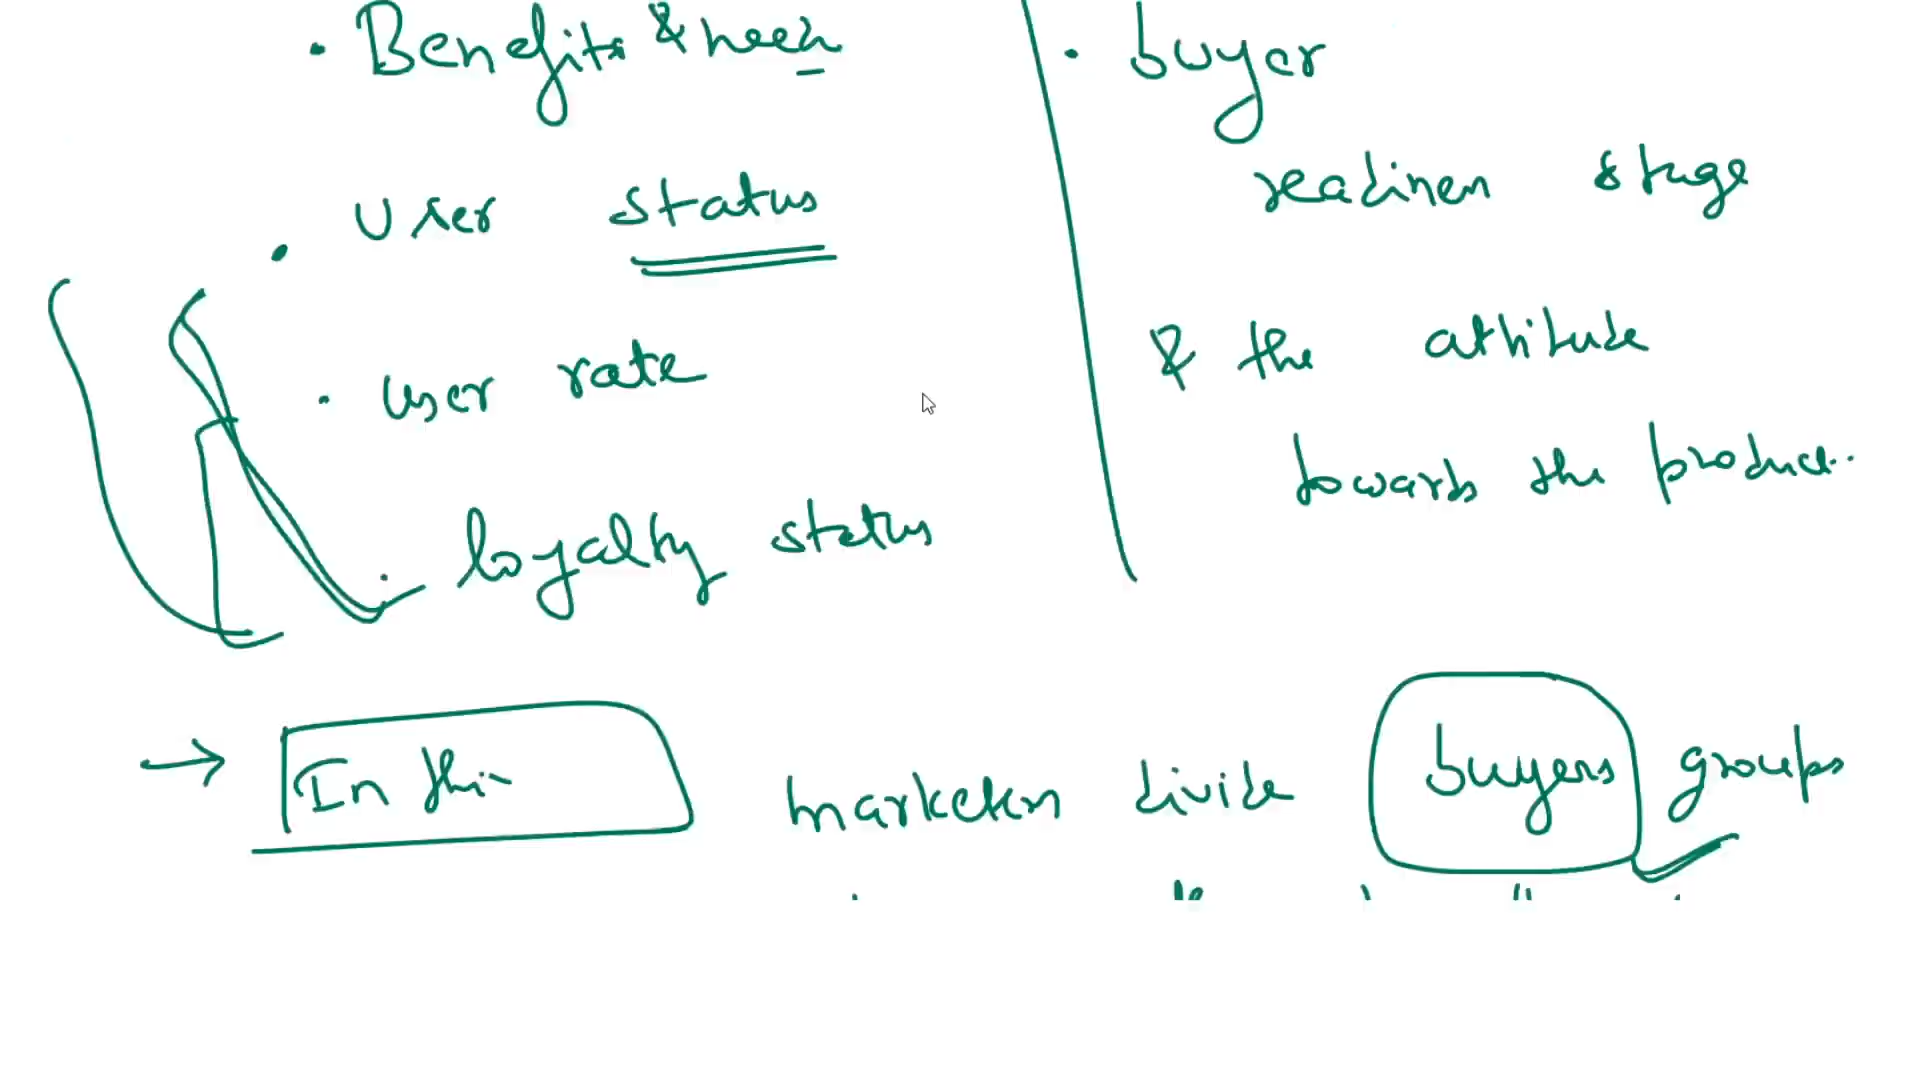 • Benefits & needs
• User status
• user rate
• loyalty status
• buyer
readiness stage
& the attitude
towards the product..
→ In this marketers divide buyers groups